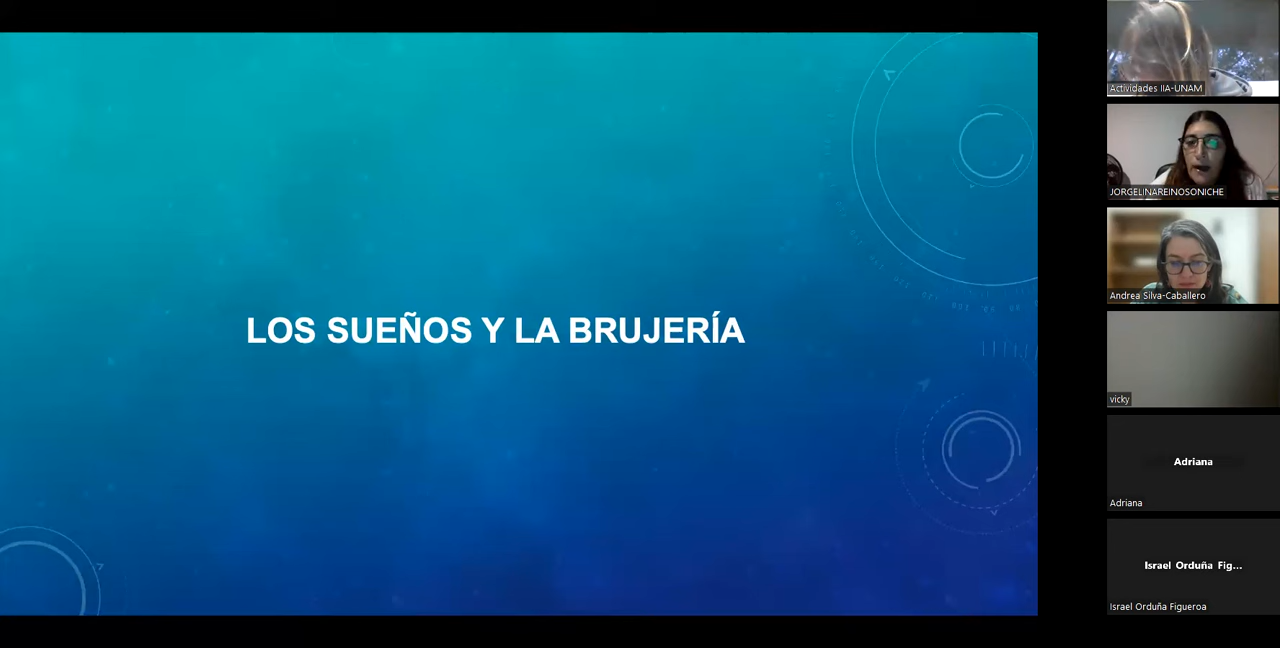 LOS SUEÑOS Y LA BRUJERÍA
Actividades IIA-UNAM
JORGELINAREINOSONICHE
Andrea Silva-Caballero
vicky
Adriana
Adriana
Israel Orduña Fig...
Israel Orduña Figueroa